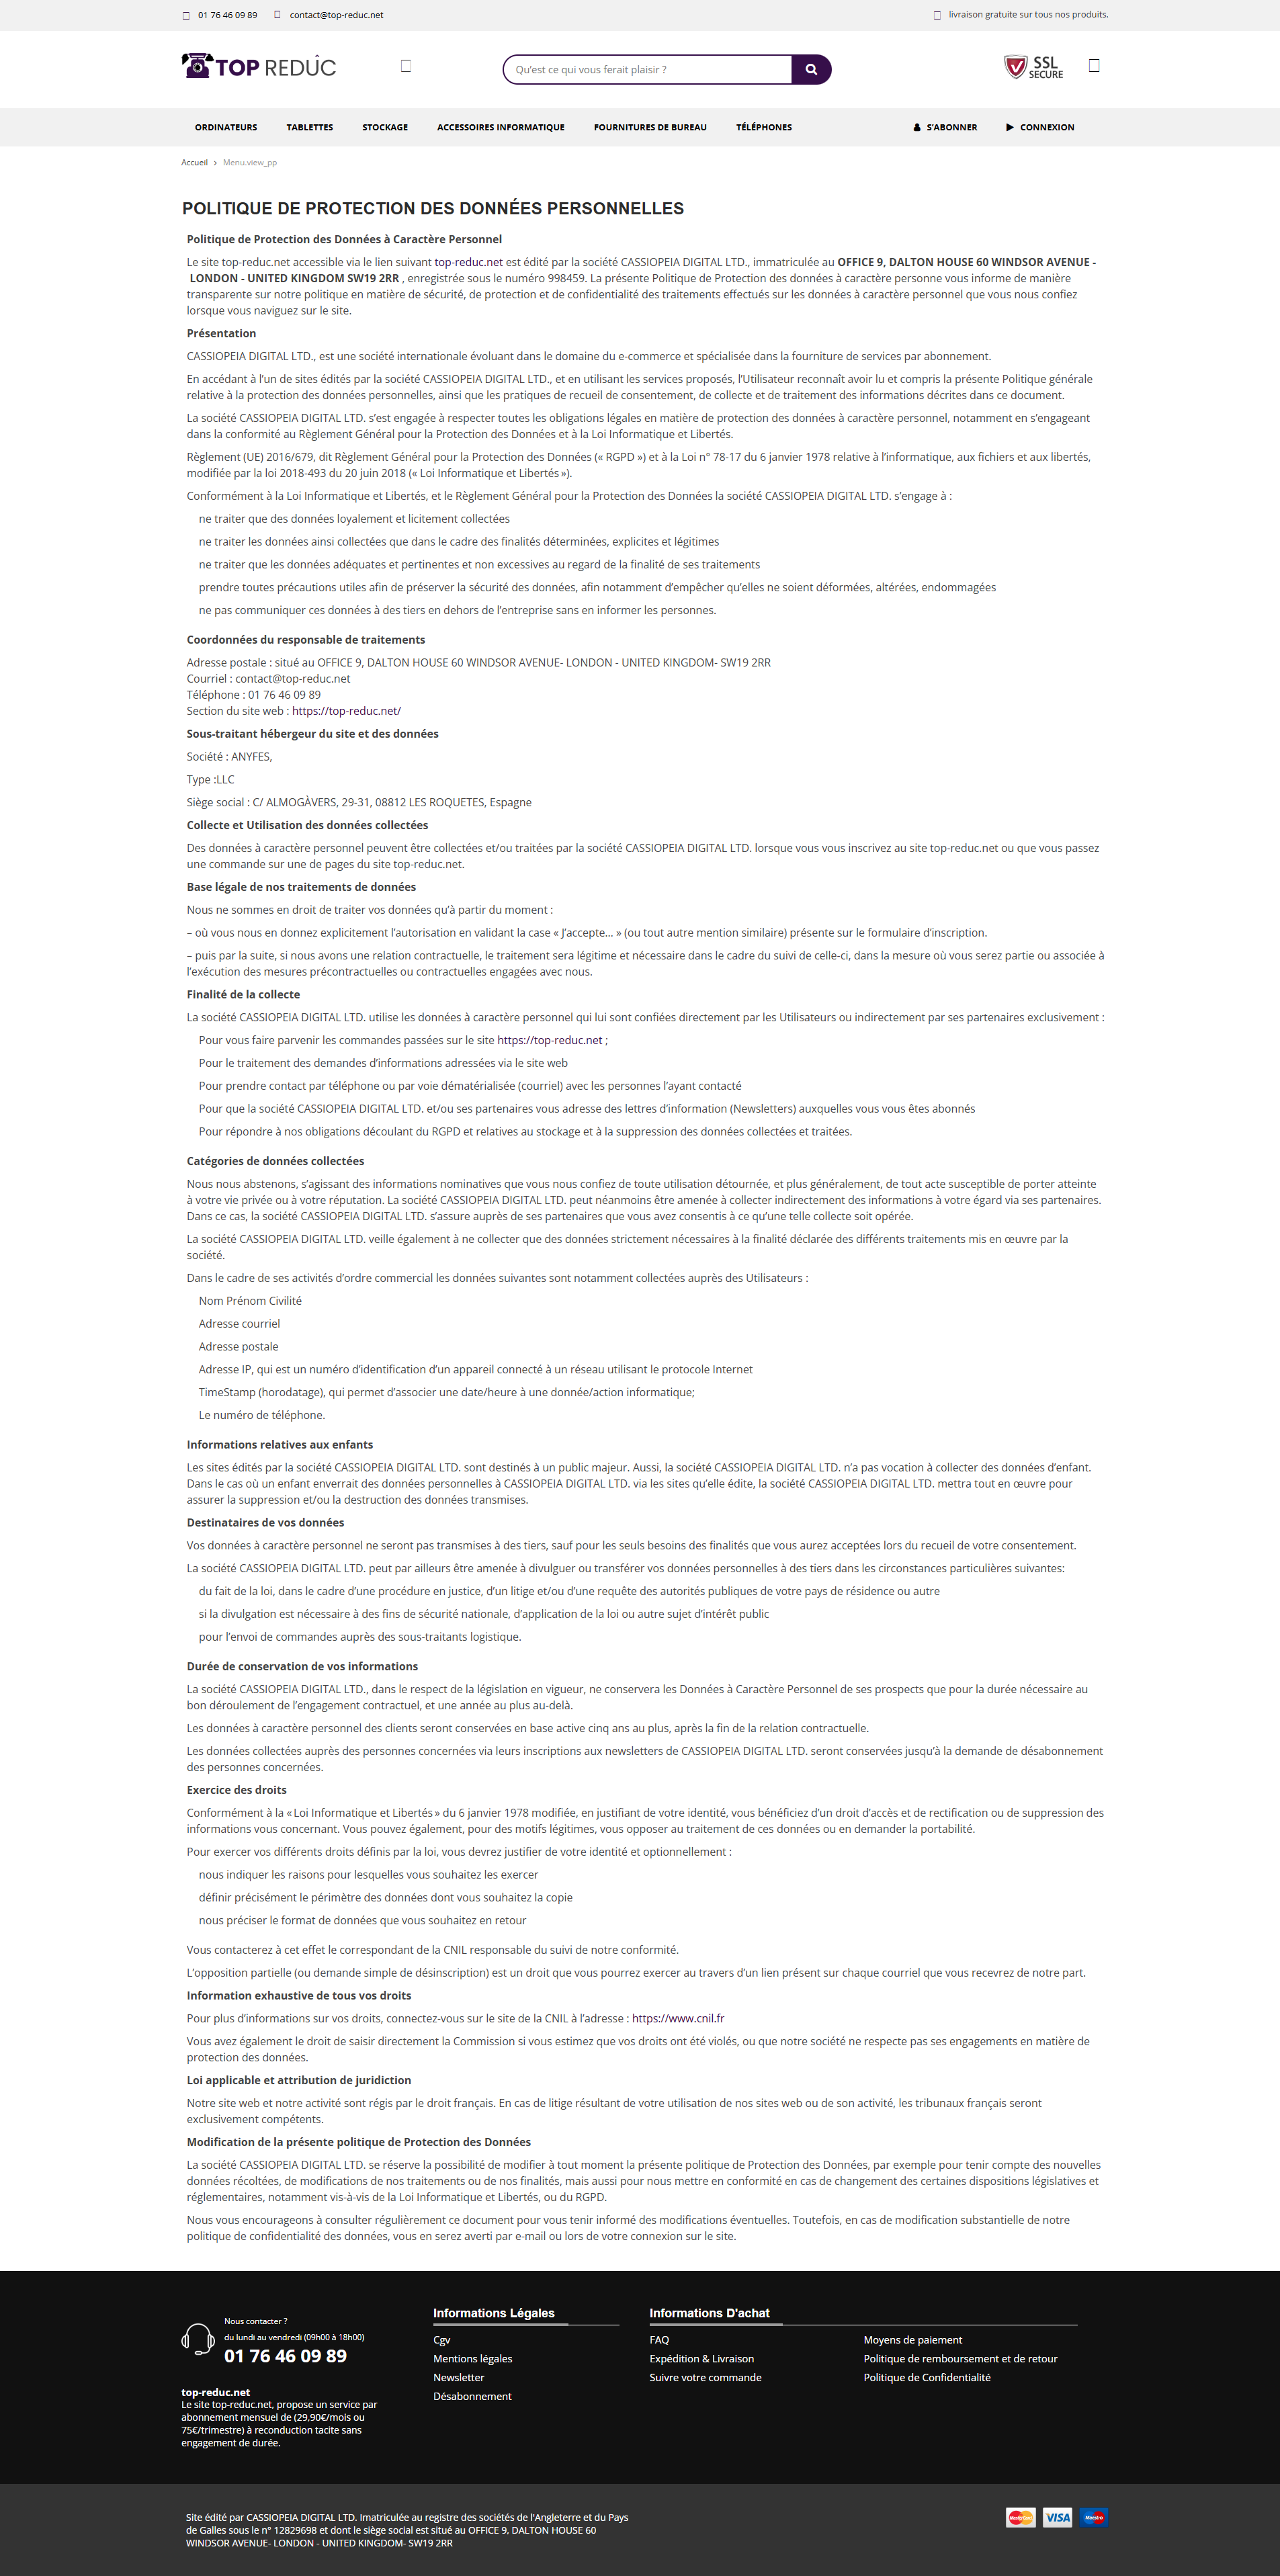 01 76 46 09 89 contact@top-reduc.net livraison gratuite sur tous nos produits.
TOP REDÛC
Qu'est ce qui vous ferait plaisir ?
SSL
SECURE
ORDINATEURS TABLETTES STOCKAGE ACCESSOIRES INFORMATIQUE FOURNITURES DE BUREAU TÉLÉPHONES S'ABONNER CONNEXION
Accueil > Menu.view_pp
POLITIQUE DE PROTECTION DES DONNÉES PERSONNELLES
Politique de Protection des Données à Caractère Personnel
Le site top-reduc.net accessible via le lien suivant top-reduc.net est édité par la société CASSIOPEIA DIGITAL LTD., immatriculée au OFFICE 9, DALTON HOUSE 60 WINDSOR AVENUE -
LONDON - UNITED KINGDOM SW19 2RR , enregistrée sous le numéro 998459. La présente Politique de Protection des données à caractère personne vous informe de manière
transparente sur notre politique en matière de sécurité, de protection et de confidentialité des traitements effectués sur les données à caractère personnel que vous nous confiez
lorsque vous naviguez sur le site.
Présentation
CASSIOPEIA DIGITAL LTD., est une société internationale évoluant dans le domaine du e-commerce et spécialisée dans la fourniture de services par abonnement.
En accédant à l'un de sites édités par la société CASSIOPEIA DIGITAL LTD., et en utilisant les services proposés, l'Utilisateur reconnaît avoir lu et compris la présente Politique générale
relative à la protection des données personnelles, ainsi que les pratiques de recueil de consentement, de collecte et de traitement des informations décrites dans ce document.
La société CASSIOPEIA DIGITAL LTD. s'est engagée à respecter toutes les obligations légales en matière de protection des données à caractère personnel, notamment en s'engageant
dans la conformité au Règlement Général pour la Protection des Données et à la Loi Informatique et Libertés.
Règlement (UE) 2016/679, dit Règlement Général pour la Protection des Données (« RGPD ») et à la Loi n° 78-17 du 6 janvier 1978 relative à l'informatique, aux fichiers et aux libertés,
modifiée par la loi 2018-493 du 20 juin 2018 (« Loi Informatique et Libertés »).
Conformément à la Loi Informatique et Libertés, et le Règlement Général pour la Protection des Données la société CASSIOPEIA DIGITAL LTD. s'engage à :
ne traiter que des données loyalement et licitement collectées
ne traiter les données ainsi collectées que dans le cadre des finalités déterminées, explicites et légitimes
ne traiter que les données adéquates et pertinentes et non excessives au regard de la finalité de ses traitements
prendre toutes précautions utiles afin de préserver la sécurité des données, afin notamment d'empêcher qu'elles ne soient déformées, altérées, endommagées
ne pas communiquer ces données à des tiers en dehors de l'entreprise sans en informer les personnes.
Coordonnées du responsable de traitements
Adresse postale : situé au OFFICE 9, DALTON HOUSE 60 WINDSOR AVENUE- LONDON - UNITED KINGDOM- SW19 2RR
Courriel : contact@top-reduc.net
Téléphone : 01 76 46 09 89
Section du site web : https://top-reduc.net/
Sous-traitant hébergeur du site et des données
Société : ANYFES,
Type :LLC
Siège social : C/ ALMOGÀVERS, 29-31, 08812 LES ROQUETES, Espagne
Collecte et Utilisation des données collectées
Des données à caractère personnel peuvent être collectées et/ou traitées par la société CASSIOPEIA DIGITAL LTD. lorsque vous vous inscrivez au site top-reduc.net ou que vous passez
une commande sur une de pages du site top-reduc.net.
Base légale de nos traitements de données
Nous ne sommes en droit de traiter vos données qu'à partir du moment :
– où vous nous en donnez explicitement l'autorisation en validant la case « J'accepte… » (ou tout autre mention similaire) présente sur le formulaire d'inscription.
– puis par la suite, si nous avons une relation contractuelle, le traitement sera légitime et nécessaire dans le cadre du suivi de celle-ci, dans la mesure où vous serez partie ou associée à
l'exécution des mesures précontractuelles ou contractuelles engagées avec nous.
Finalité de la collecte
La société CASSIOPEIA DIGITAL LTD. utilise les données à caractère personnel qui lui sont confiées directement par les Utilisateurs ou indirectement par ses partenaires exclusivement :
Pour vous faire parvenir les commandes passées sur le site https://top-reduc.net ;
Pour le traitement des demandes d'informations adressées via le site web
Pour prendre contact par téléphone ou par voie dématérialisée (courriel) avec les personnes l'ayant contacté
Pour que la société CASSIOPEIA DIGITAL LTD. et/ou ses partenaires vous adresse des lettres d'information (Newsletters) auxquelles vous vous êtes abonnés
Pour répondre à nos obligations découlant du RGPD et relatives au stockage et à la suppression des données collectées et traitées.
Catégories de données collectées
Nous nous abstenons, s'agissant des informations nominatives que vous nous confiez de toute utilisation détournée, et plus généralement, de tout acte susceptible de porter atteinte
à votre vie privée ou à votre réputation. La société CASSIOPEIA DIGITAL LTD. peut néanmoins être amenée à collecter indirectement des informations à votre égard via ses partenaires.
Dans ce cas, la société CASSIOPEIA DIGITAL LTD. s'assure auprès de ses partenaires que vous avez consentis à ce qu'une telle collecte soit opérée.
La société CASSIOPEIA DIGITAL LTD. veille également à ne collecter que des données strictement nécessaires à la finalité déclarée des différents traitements mis en œuvre par la
société.
Dans le cadre de ses activités d'ordre commercial les données suivantes sont notamment collectées auprès des Utilisateurs :
Nom Prénom Civilité
Adresse courriel
Adresse postale
Adresse IP, qui est un numéro d'identification d'un appareil connecté à un réseau utilisant le protocole Internet
TimeStamp (horodatage), qui permet d'associer une date/heure à une donnée/action informatique;
Le numéro de téléphone.
Informations relatives aux enfants
Les sites édités par la société CASSIOPEIA DIGITAL LTD. sont destinés à un public majeur. Aussi, la société CASSIOPEIA DIGITAL LTD. n'a pas vocation à collecter des données d'enfant.
Dans le cas où un enfant enverrait des données personnelles à CASSIOPEIA DIGITAL LTD. via les sites qu'elle édite, la société CASSIOPEIA DIGITAL LTD. mettra tout en œuvre pour
assurer la suppression et/ou la destruction des données transmises.
Destinataires de vos données
Vos données à caractère personnel ne seront pas transmises à des tiers, sauf pour les seuls besoins des finalités que vous aurez acceptées lors du recueil de votre consentement.
La société CASSIOPEIA DIGITAL LTD. peut par ailleurs être amenée à divulguer ou transférer vos données personnelles à des tiers dans les circonstances particulières suivantes:
du fait de la loi, dans le cadre d'une procédure en justice, d'un litige et/ou d'une requête des autorités publiques de votre pays de résidence ou autre
si la divulgation est nécessaire à des fins de sécurité nationale, d'application de la loi ou autre sujet d'intérêt public
pour l'envoi de commandes auprès des sous-traitants logistique.
Durée de conservation de vos informations
La société CASSIOPEIA DIGITAL LTD., dans le respect de la législation en vigueur, ne conservera les Données à Caractère Personnel de ses prospects que pour la durée nécessaire au
bon déroulement de l'engagement contractuel, et une année au plus au-delà.
Les données à caractère personnel des clients seront conservées en base active cinq ans au plus, après la fin de la relation contractuelle.
Les données collectées auprès des personnes concernées via leurs inscriptions aux newsletters de CASSIOPEIA DIGITAL LTD. seront conservées jusqu'à la demande de désabonnement
des personnes concernées.
Exercice des droits
Conformément à la « Loi Informatique et Libertés » du 6 janvier 1978 modifiée, en justifiant de votre identité, vous bénéficiez d'un droit d'accès et de rectification ou de suppression des
informations vous concernant. Vous pouvez également, pour des motifs légitimes, vous opposer au traitement de ces données ou en demander la portabilité.
Pour exercer vos différents droits définis par la loi, vous devrez justifier de votre identité et optionnellement :
nous indiquer les raisons pour lesquelles vous souhaitez les exercer
définir précisément le périmètre des données dont vous souhaitez la copie
nous préciser le format de données que vous souhaitez en retour
Vous contacterez à cet effet le correspondant de la CNIL responsable du suivi de notre conformité.
L'opposition partielle (ou demande simple de désinscription) est un droit que vous pourrez exercer au travers d'un lien présent sur chaque courriel que vous recevrez de notre part.
Information exhaustive de tous vos droits
Pour plus d'informations sur vos droits, connectez-vous sur le site de la CNIL à l'adresse : https://www.cnil.fr
Vous avez également le droit de saisir directement la Commission si vous estimez que vos droits ont été violés, ou que notre société ne respecte pas ses engagements en matière de
protection des données.
Loi applicable et attribution de juridiction
Notre site web et notre activité sont régis par le droit français. En cas de litige résultant de votre utilisation de nos sites web ou de son activité, les tribunaux français seront
exclusivement compétents.
Modification de la présente politique de Protection des Données
La société CASSIOPEIA DIGITAL LTD. se réserve la possibilité de modifier à tout moment la présente politique de Protection des Données, par exemple pour tenir compte des nouvelles
données récoltées, de modifications de nos traitements ou de nos finalités, mais aussi pour nous mettre en conformité en cas de changement des certaines dispositions législatives et
réglementaires, notamment vis-à-vis de la Loi Informatique et Libertés, ou du RGPD.
Nous vous encourageons à consulter régulièrement ce document pour vous tenir informé des modifications éventuelles. Toutefois, en cas de modification substantielle de notre
politique de confidentialité des données, vous en serez averti par e-mail ou lors de votre connexion sur le site.
Nous contacter ?
du lundi au vendredi (09h00 à 18h00)
01 76 46 09 89
top-reduc.net
Le site top-reduc.net, propose un service par
abonnement mensuel de (29,90€/mois ou
75€/trimestre) à reconduction tacite sans
engagement de durée.
Informations Légales
Cgv
Mentions légales
Newsletter
Désabonnement
Informations D'achat
FAQ
Expédition & Livraison
Suivre votre commande
Moyens de paiement
Politique de remboursement et de retour
Politique de Confidentialité
Site édité par CASSIOPEIA DIGITAL LTD. Imatriculée au registre des sociétés de l'Angleterre et du Pays
de Galles sous le n° 12829698 et dont le siège social est situé au OFFICE 9, DALTON HOUSE 60
WINDSOR AVENUE- LONDON - UNITED KINGDOM- SW19 2RR
MasterCard VISA Maestro